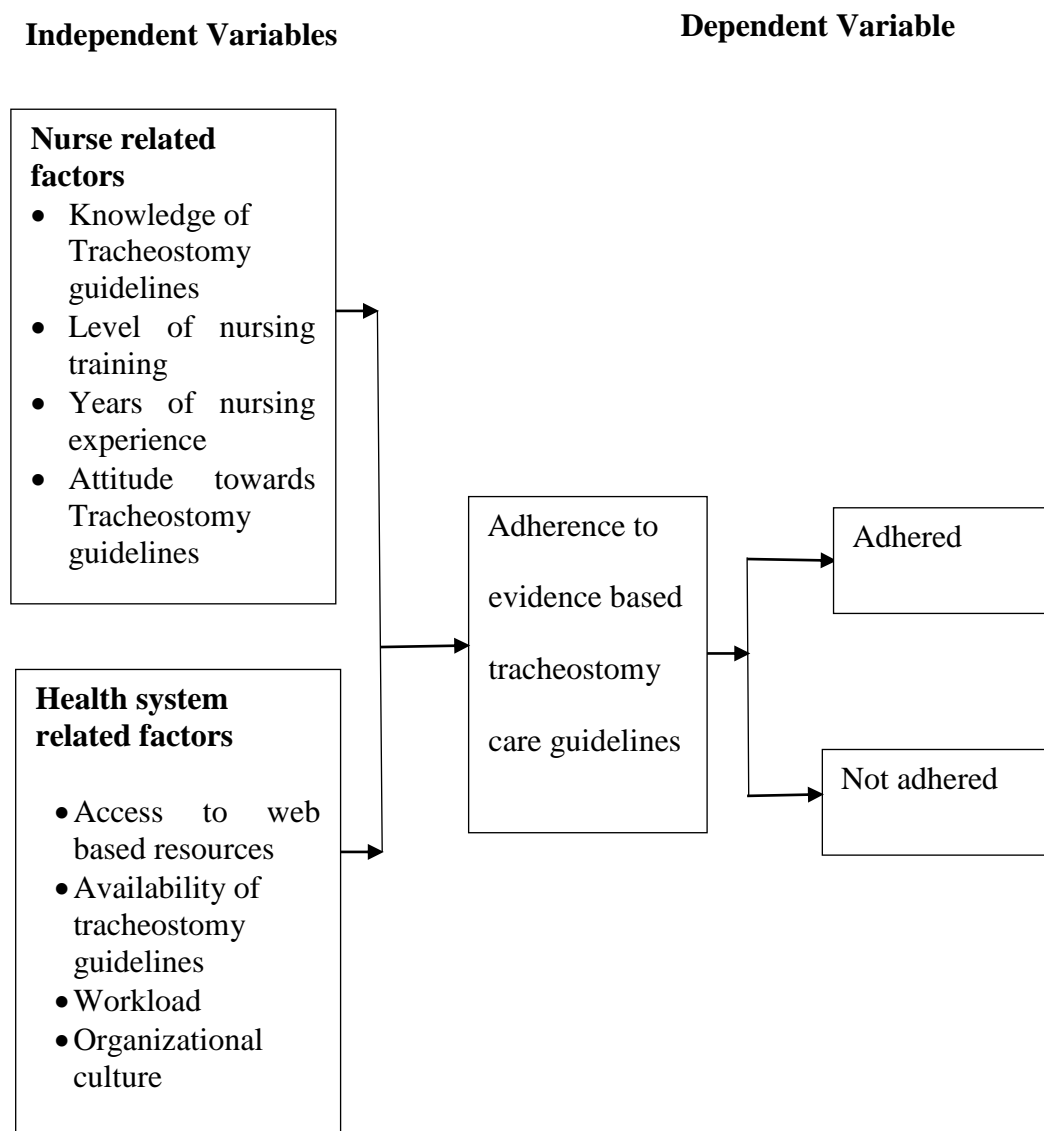 Independent Variables
Dependent Variable
Nurse related
factors
• Knowledge of
Tracheostomy
guidelines
• Level of nursing
training
• Years of nursing
experience
• Attitude towards
Tracheostomy
guidelines
Health system
related factors
• Access to web
based resources
• Availability of
tracheostomy
guidelines
• Workload
• Organizational
culture
Adherence to
evidence based
tracheostomy
care guidelines
Adhered
Not adhered